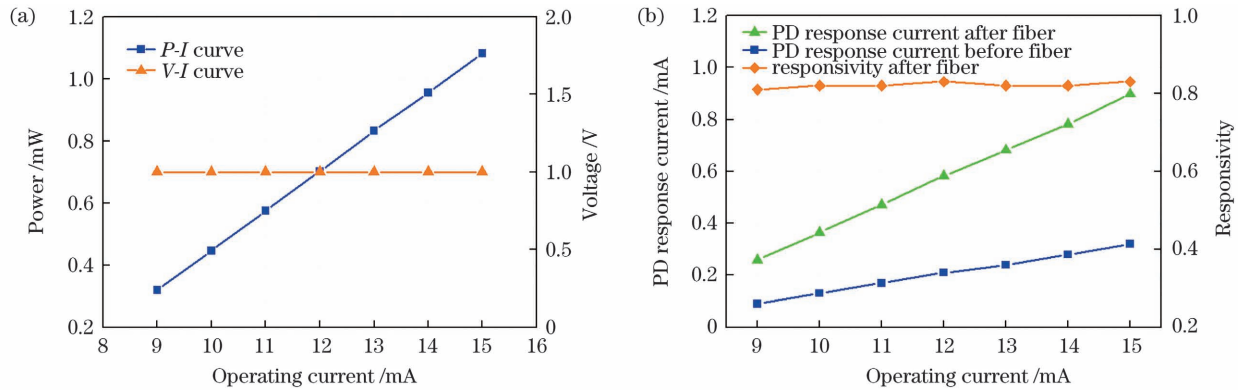 (a)
1.2
1.0
0.8
0.6
0.4
0.2
Power /mW
P-I curve
V-I curve
2.0
1.5
1.0
0.5
0
Voltage /V
8 9 10 11 12 13 14 15 16
Operating current /mA
(b)
1.2
1.0
0.8
0.6
0.4
0.2
0
PD response current /mA
PD response current after fiber
PD response current before fiber
responsivity after fiber
1.0
0.8
0.6
0.4
0.2
Responsivity
9 10 11 12 13 14 15
Operating current /mA